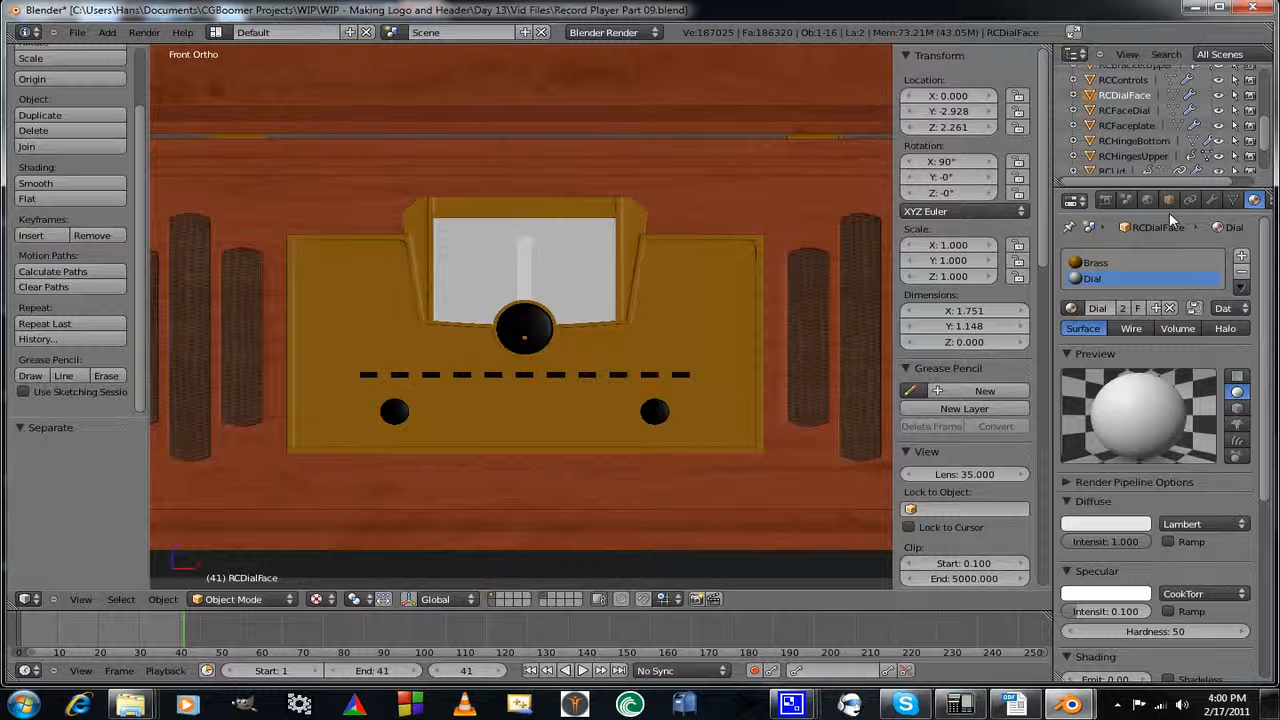 Blender* [C:\Users\Hans\Documents\CGBoomer Projects\WIP\WIP - Making Logo and Header\Day 13\Vid Files\Record Player Part 09.blend]
File Add Render Help Default Scene Blender Render Ve:187025 | Fa:186320 | Ob:1-16 | La:2 | Mem:73.21M (43.05M) | RCDialFace
View Search All Scenes
Scale
Origin
Object:
Duplicate
Delete
Join
Shading:
Smooth
Flat
Keyframes:
Insert Remove
Motion Paths:
Calculate Paths
Clear Paths
Repeat:
Repeat Last
History...
Grease Pencil:
Draw Line Erase
Use Sketching Sessio
Separate
Front Ortho
(41) RCDialFace
Transform
Location:
X: 0.000
Y: -2.928
Z: 2.261
Rotation:
X: 90°
Y: -0°
Z: -0°
XYZ Euler
Scale:
X: 1.000
Y: 1.000
Z: 1.000
Dimensions:
X: 1.751
Y: 1.148
Z: 0.000
Grease Pencil
New
New Layer
Delete Frame Convert
View
Lens: 35.000
Lock to Object:
Lock to Cursor
Clip:
Start: 0.100
End: 5000.000
RCControls
RCDialFace
RCFaceDial
RCFaceplate
RCHingeBottom
RCHingesUpper
RCLid
RCDialFace Dial
Brass
Dial
Dial 2 F Dat
Surface Wire Volume Halo
Preview
Render Pipeline Options
Diffuse
Lambert
Intensit: 1.000 Ramp
Specular
CookTorr
Intensit: 0.100 Ramp
Hardness: 50
Shading
Emit: 0.00 Shadeless
View Select Object Object Mode Global
0 10 20 30 40 50 60 70 80 90 100 110 120 130 140 150 160 170 180 190 200 210 220 230 240 250
View Frame Playback Start: 1 End: 41 41 No Sync
4:00 PM
2/17/2011